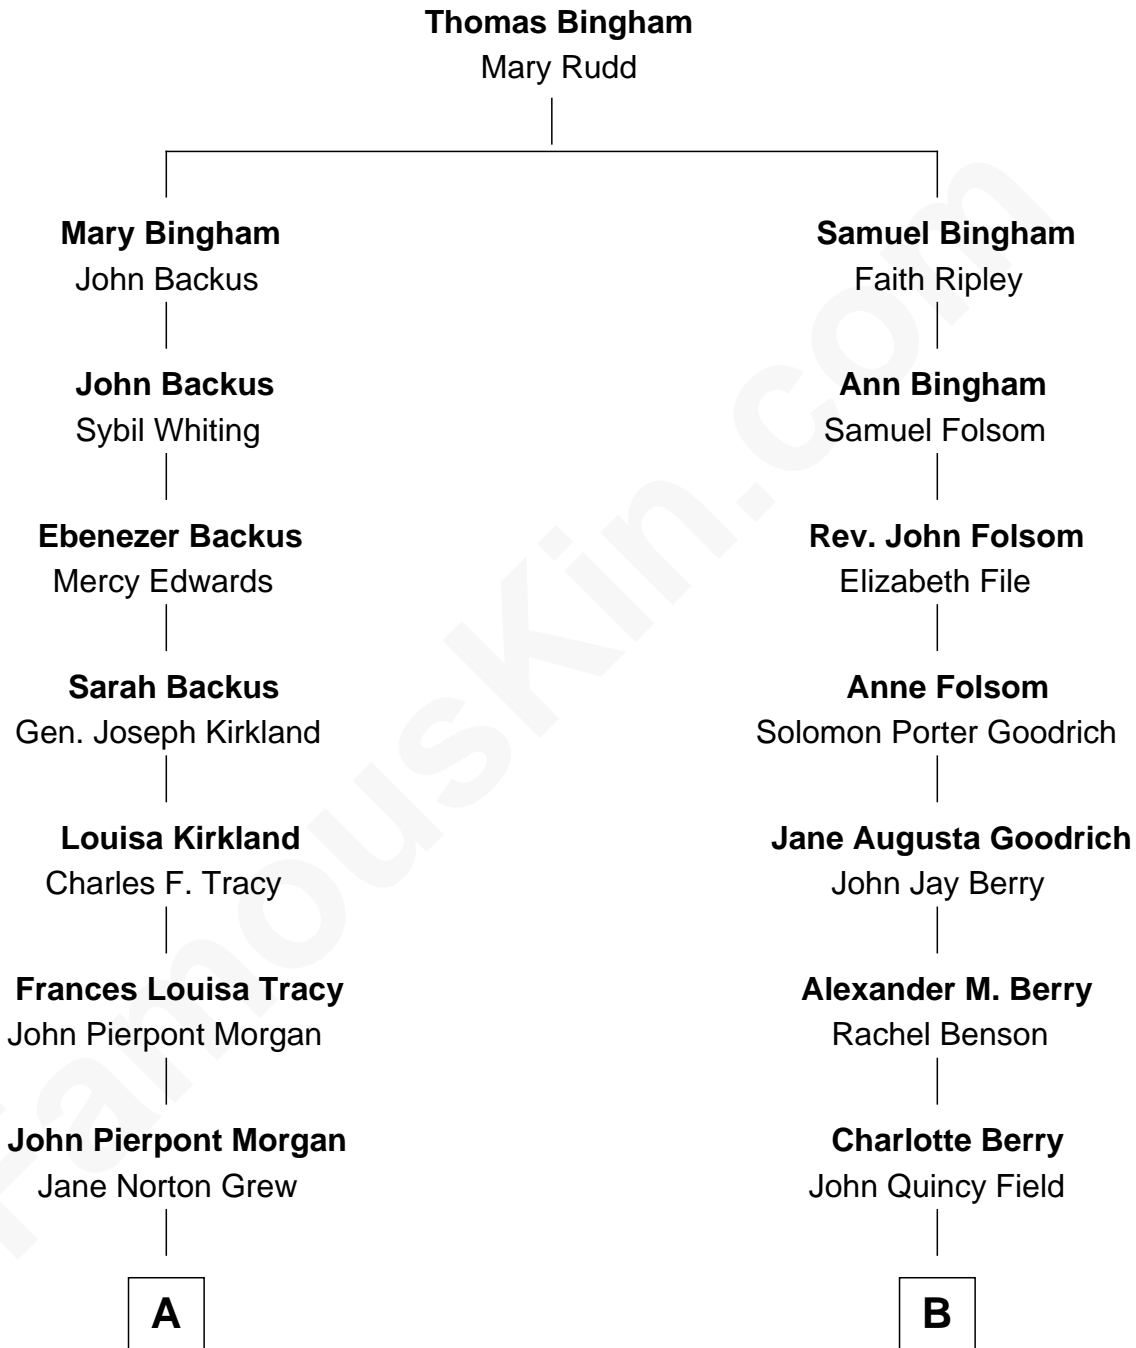 Thomas Bingham
Mary Rudd
Mary Bingham
John Backus
Samuel Bingham
Faith Ripley
John Backus
Sybil Whiting
Ann Bingham
Samuel Folsom
Ebenezer Backus
Mercy Edwards
Rev. John Folsom
Elizabeth File
Sarah Backus
Gen. Joseph Kirkland
Anne Folsom
Solomon Porter Goodrich
Louisa Kirkland
Charles F. Tracy
Jane Augusta Goodrich
John Jay Berry
Frances Louisa Tracy
John Pierpont Morgan
Alexander M. Berry
Rachel Benson
John Pierpont Morgan
Jane Norton Grew
Charlotte Berry
John Quincy Field
A
B
FamousKin.com